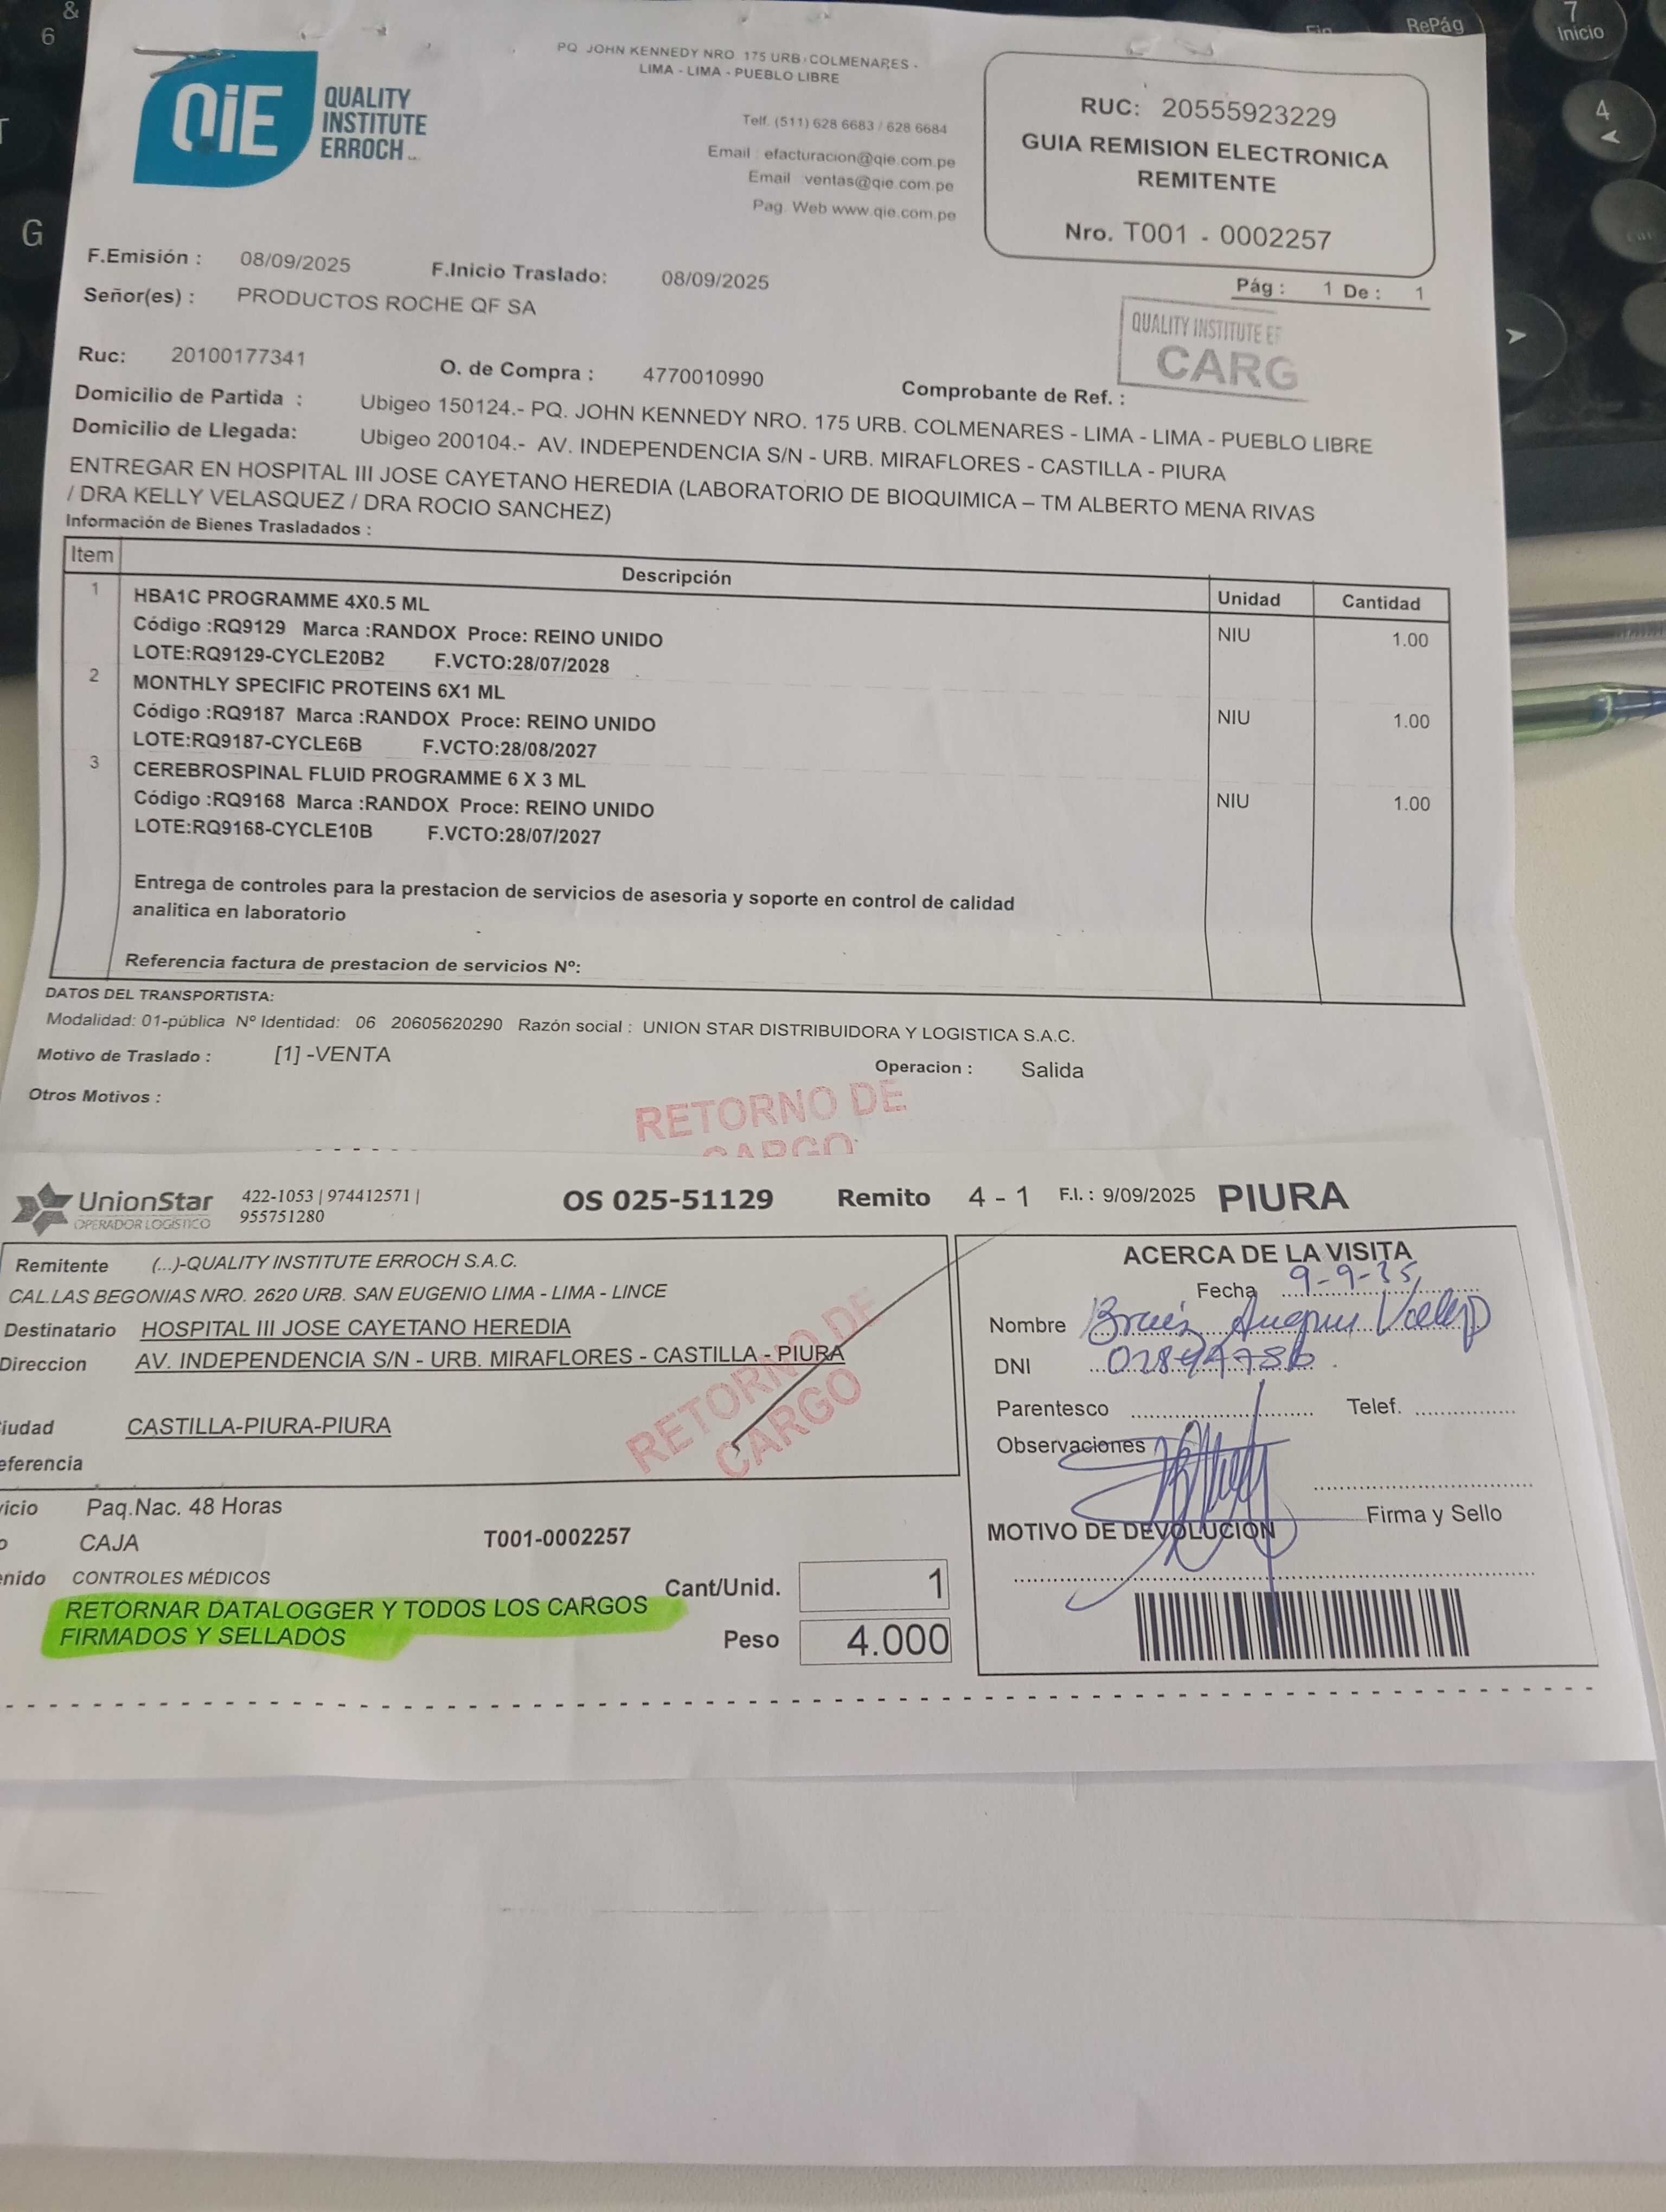 &
6
RePág
7
Inicio
4
G
QiE
QUALITY
INSTITUTE
ERROCH
PQ. JOHN KENNEDY NRO. 175 URB. COLMENARES -
LIMA - LIMA - PUEBLO LIBRE
Telf. (511) 628 6683 / 628 6684
Email : efacturacion@qie.com.pe
Email :ventas@qie.com.pe
Pag. Web www.qie.com.pe
RUC: 20555923229
GUIA REMISION ELECTRONICA
REMITENTE
Nro. T001 - 0002257
F.Emisión : 08/09/2025 F.Inicio Traslado: 08/09/2025
Pág : 1 De : 1
Señor(es) : PRODUCTOS ROCHE QF SA
QUALITY INSTITUTE
CARG
Ruc: 20100177341 O. de Compra : 4770010990 Comprobante de Ref. :
Domicilio de Partida : Ubigeo 150124.- PQ. JOHN KENNEDY NRO. 175 URB. COLMENARES - LIMA - LIMA - PUEBLO LIBRE
Domicilio de Llegada: Ubigeo 200104.- AV. INDEPENDENCIA S/N - URB. MIRAFLORES - CASTILLA - PIURA
ENTREGAR EN HOSPITAL III JOSE CAYETANO HEREDIA (LABORATORIO DE BIOQUIMICA – TM ALBERTO MENA RIVAS
/ DRA KELLY VELASQUEZ / DRA ROCIO SANCHEZ)
Información de Bienes Trasladados :
Item Descripción Unidad Cantidad
1 HBA1C PROGRAMME 4X0.5 ML NIU 1.00
Código :RQ9129 Marca :RANDOX Proce: REINO UNIDO
LOTE:RQ9129-CYCLE20B2 F.VCTO:28/07/2028
2 MONTHLY SPECIFIC PROTEINS 6X1 ML NIU 1.00
Código :RQ9187 Marca :RANDOX Proce: REINO UNIDO
LOTE:RQ9187-CYCLE6B F.VCTO:28/08/2027
3 CEREBROSPINAL FLUID PROGRAMME 6 X 3 ML NIU 1.00
Código :RQ9168 Marca :RANDOX Proce: REINO UNIDO
LOTE:RQ9168-CYCLE10B F.VCTO:28/07/2027
Entrega de controles para la prestacion de servicios de asesoria y soporte en control de calidad
analitica en laboratorio
Referencia factura de prestacion de servicios Nº:
DATOS DEL TRANSPORTISTA:
Modalidad: 01-pública Nº Identidad: 06 20605620290 Razón social : UNION STAR DISTRIBUIDORA Y LOGISTICA S.A.C.
Motivo de Traslado : [1] -VENTA Operacion : Salida
Otros Motivos :
RETORNO DE
CARGO
UnionStar
OPERADOR LOGÍSTICO
422-1053 | 974412571 |
955751280
OS 025-51129 Remito 4 - 1 F.I. : 9/09/2025 PIURA
Remitente (...)-QUALITY INSTITUTE ERROCH S.A.C.
CAL.LAS BEGONIAS NRO. 2620 URB. SAN EUGENIO LIMA - LIMA - LINCE
Destinatario HOSPITAL III JOSE CAYETANO HEREDIA
Direccion AV. INDEPENDENCIA S/N - URB. MIRAFLORES - CASTILLA - PIURA
iudad CASTILLA-PIURA-PIURA
eferencia
RETORNO DE
CARGO
vicio Paq.Nac. 48 Horas
o CAJA T001-0002257
enido CONTROLES MÉDICOS
RETORNAR DATALOGGER Y TODOS LOS CARGOS
FIRMADOS Y SELLADOS
Cant/Unid. 1
Peso 4.000
ACERCA DE LA VISITA
Fecha 9-9-
Nombre
DNI
Parentesco Telef.
Observaciones
Firma y Sello
MOTIVO DE DEVOLUCION